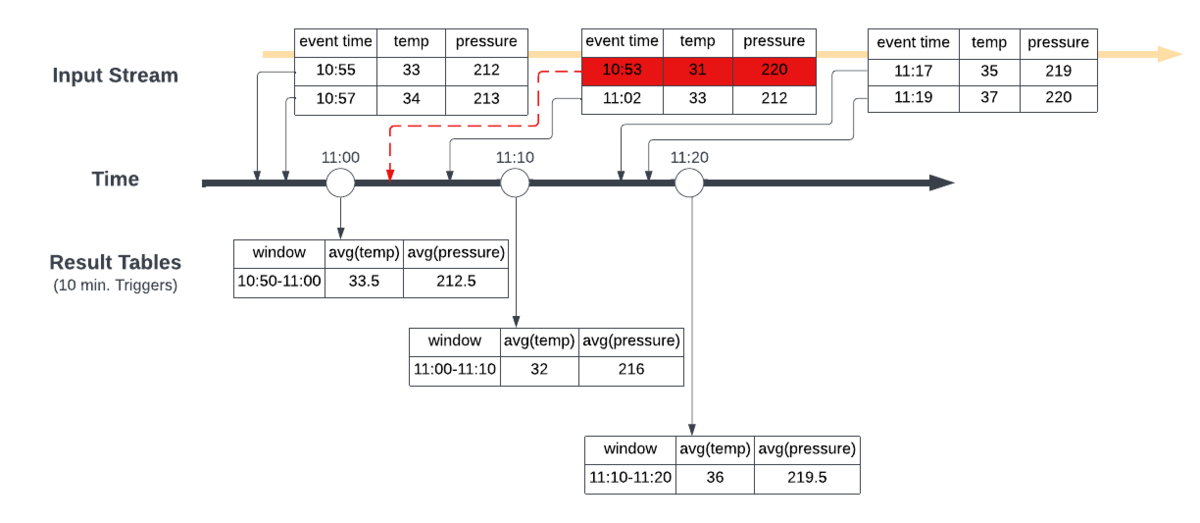 Input Stream
event time temp pressure
10:55 33 212
10:57 34 213
event time temp pressure
10:53 31 220
11:02 33 212
event time temp pressure
11:17 35 219
11:19 37 220
Time
11:00
11:10
11:20
Result Tables
(10 min. Triggers)
window avg(temp) avg(pressure)
10:50-11:00 33.5 212.5
window avg(temp) avg(pressure)
11:00-11:10 32 216
window avg(temp) avg(pressure)
11:10-11:20 36 219.5